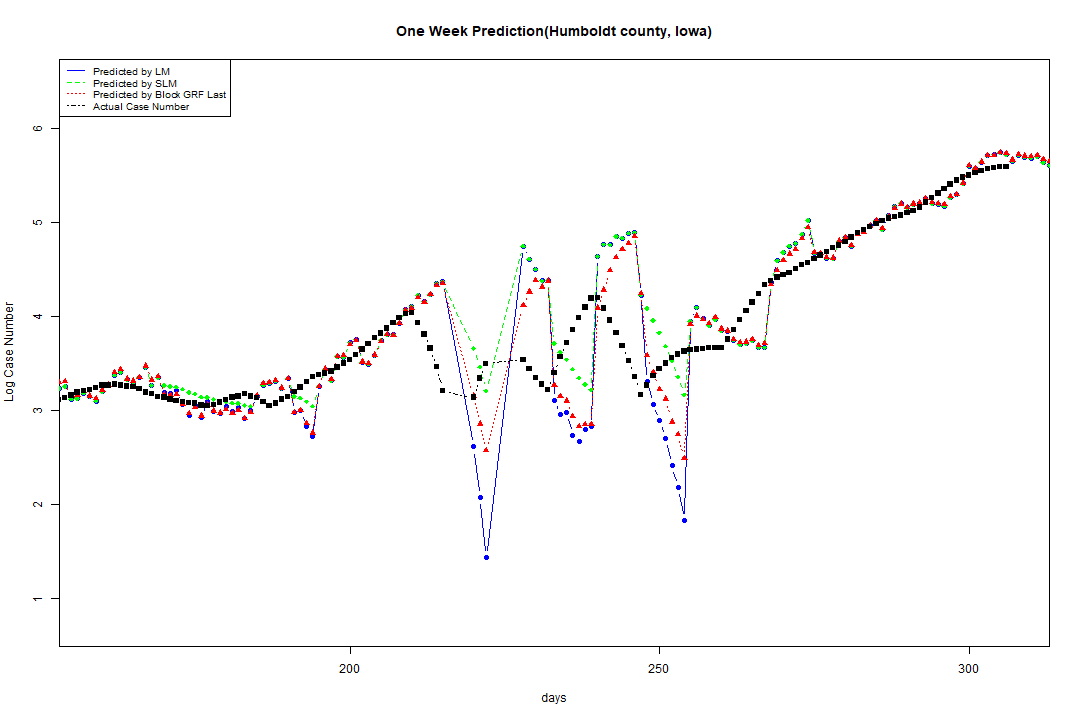 One Week Prediction(Humboldt county, Iowa)
Predicted by LM
Predicted by SLM
Predicted by Block GRF Last
Actual Case Number
Log Case Number
6
5
4
3
2
1
200
250
300
days